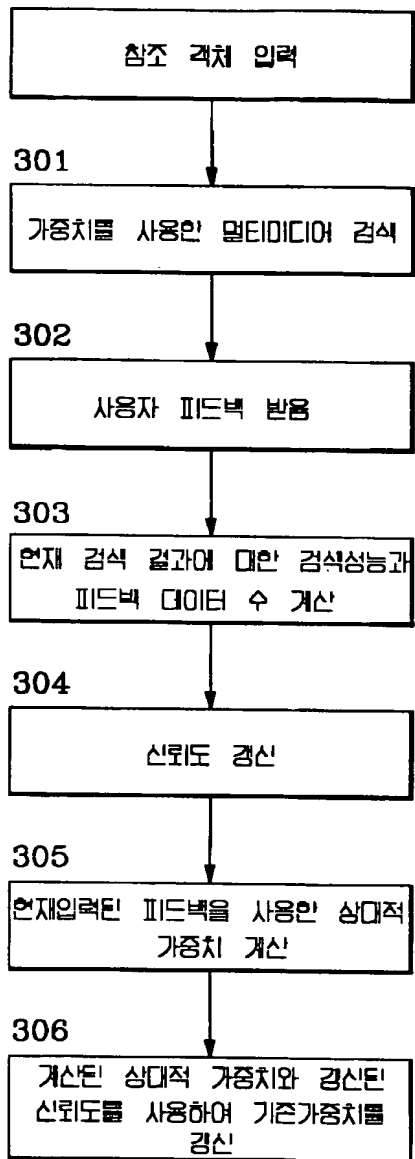 참조 객체 입력
301
가중치를 사용한 멀티미디어 검색
302
사용자 피드백 받음
303
현재 검색 결과에 대한 검색성능과
피드백 데이터 수 계산
304
신뢰도 갱신
305
현재입력된 피드백을 사용한 상대적
가중치 계산
306
계산된 상대적 가중치와 갱신된
신뢰도를 사용하여 기존가중치를
갱신